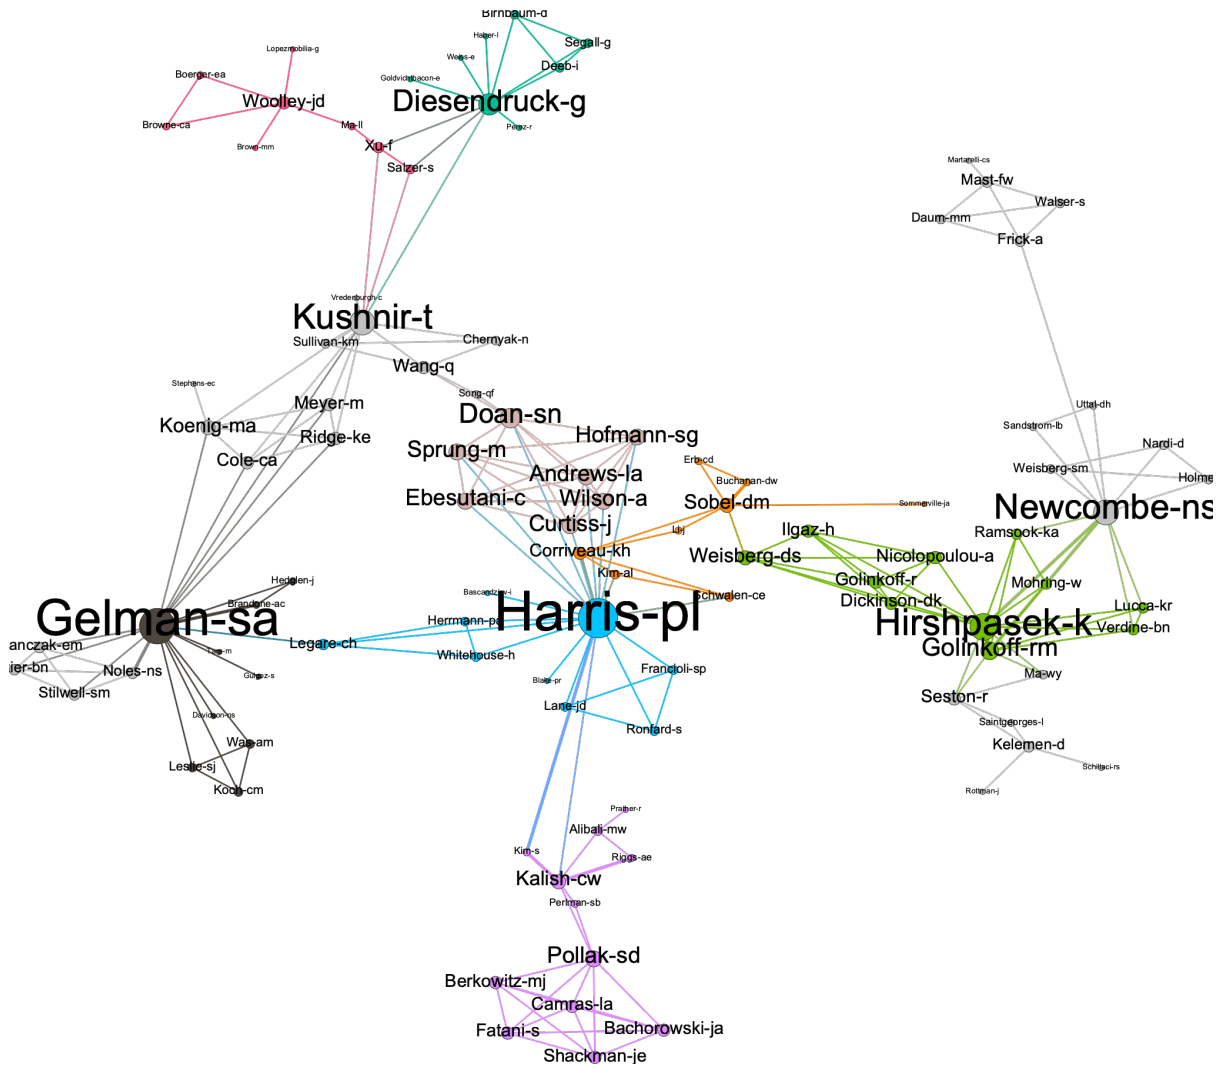 Birnbaum-d
Haber-l
Segall-g
Lopezmobilia-g
Weiss-e
Deeb-i
Boerger-ea
Goldvichtbacon-e
Woolley-jd
Diesendruck-g
Browne-ca
Ma-ll
Perez-r
Brown-mm
Xu-f
Salzer-s
Martarelli-cs
Mast-fw
Walser-s
Daum-mm
Frick-a
Vredenburgh-c
Kushnir-t
Sullivan-km
Chernyak-n
Wang-q
Stephens-ec
Song-qf
Meyer-m
Doan-sn
Uttal-dh
Koenig-ma
Sandstrom-lb
Ridge-ke
Hofmann-sg
Nardi-d
Sprung-m
Cole-ca
Erb-cd
Weisberg-sm
Andrews-la
Buchanan-dw
Holme
Ebesutani-c
Wilson-a
Sobel-dm
Sommerville-ja
Newcombe-ns
Curtiss-j
Li-j
Ilgaz-h
Ramsook-ka
Corriveau-kh
Weisberg-ds
Nicolopoulou-a
Kim-al
Golinkoff-r
Mohring-w
Hedden-j
Bascandziev-i
Schwalen-ce
Dickinson-dk
Brandone-ac
Lucca-kr
Gelman-sa
Herrmann-pa
Harris-pl
Hirshpasek-k
Verdine-bn
anczak-em
Legare-ch
Golinkoff-rm
Whitehouse-h
ier-bn
Noles-ns
Francioli-sp
Ma-wy
Blake-pr
Stilwell-sm
Seston-r
Lane-jd
Davidson-ns
Saintgeorges-l
Ronfard-s
Was-am
Kelemen-d
Leslie-sj
Schillaci-rs
Koch-cm
Rottman-j
Prather-r
Alibali-mw
Kim-s
Riggs-ae
Kalish-cw
Perlman-sb
Pollak-sd
Berkowitz-mj
Camras-la
Fatani-s
Bachorowski-ja
Shackman-je